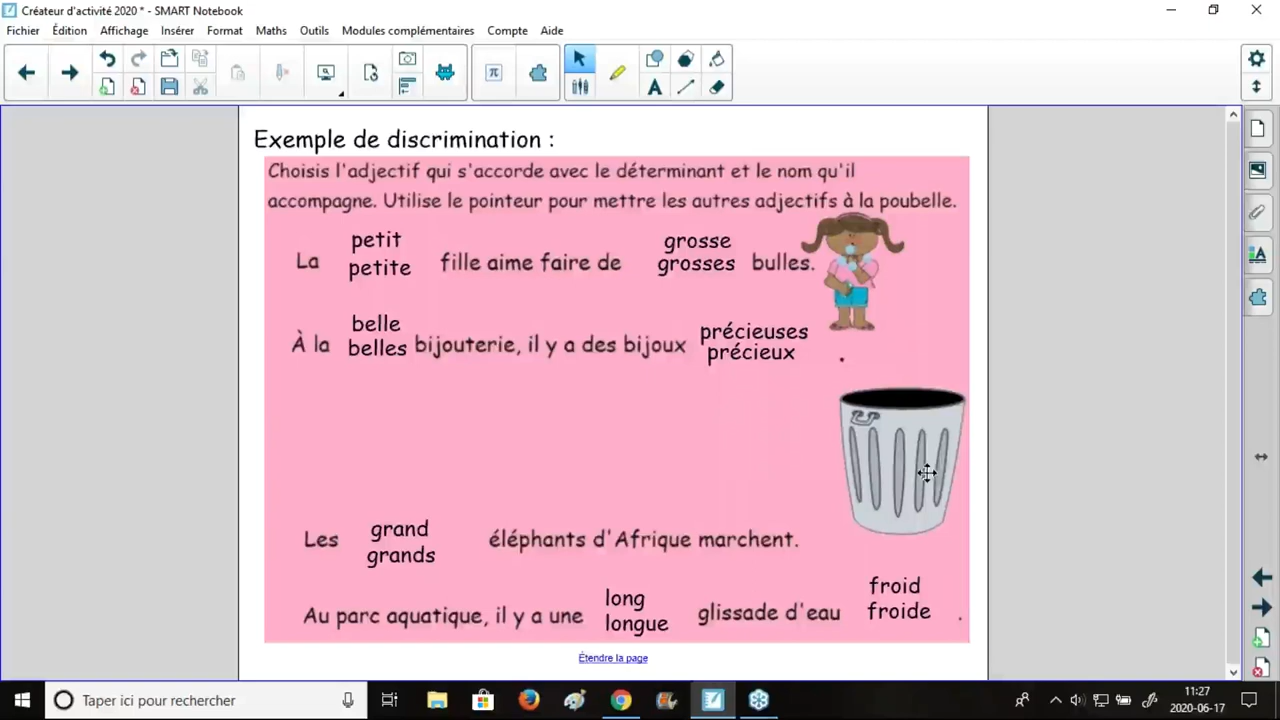 Créateur d'activité 2020 * - SMART Notebook
Fichier Édition Affichage Insérer Format Maths Outils Modules complémentaires Compte Aide
π
A
Exemple de discrimination :
Choisis l'adjectif qui s'accorde avec le déterminant et le nom qu'il
accompagne. Utilise le pointeur pour mettre les autres adjectifs à la poubelle.
petit grosse
La petite fille aime faire de grosses bulles.
belle précieuses
À la belles bijouterie, il y a des bijoux précieux .
grand
Les grands éléphants d'Afrique marchent.
long froid
Au parc aquatique, il y a une longue glissade d'eau froide .
Étendre la page
Taper ici pour rechercher
11:27
2020-06-17